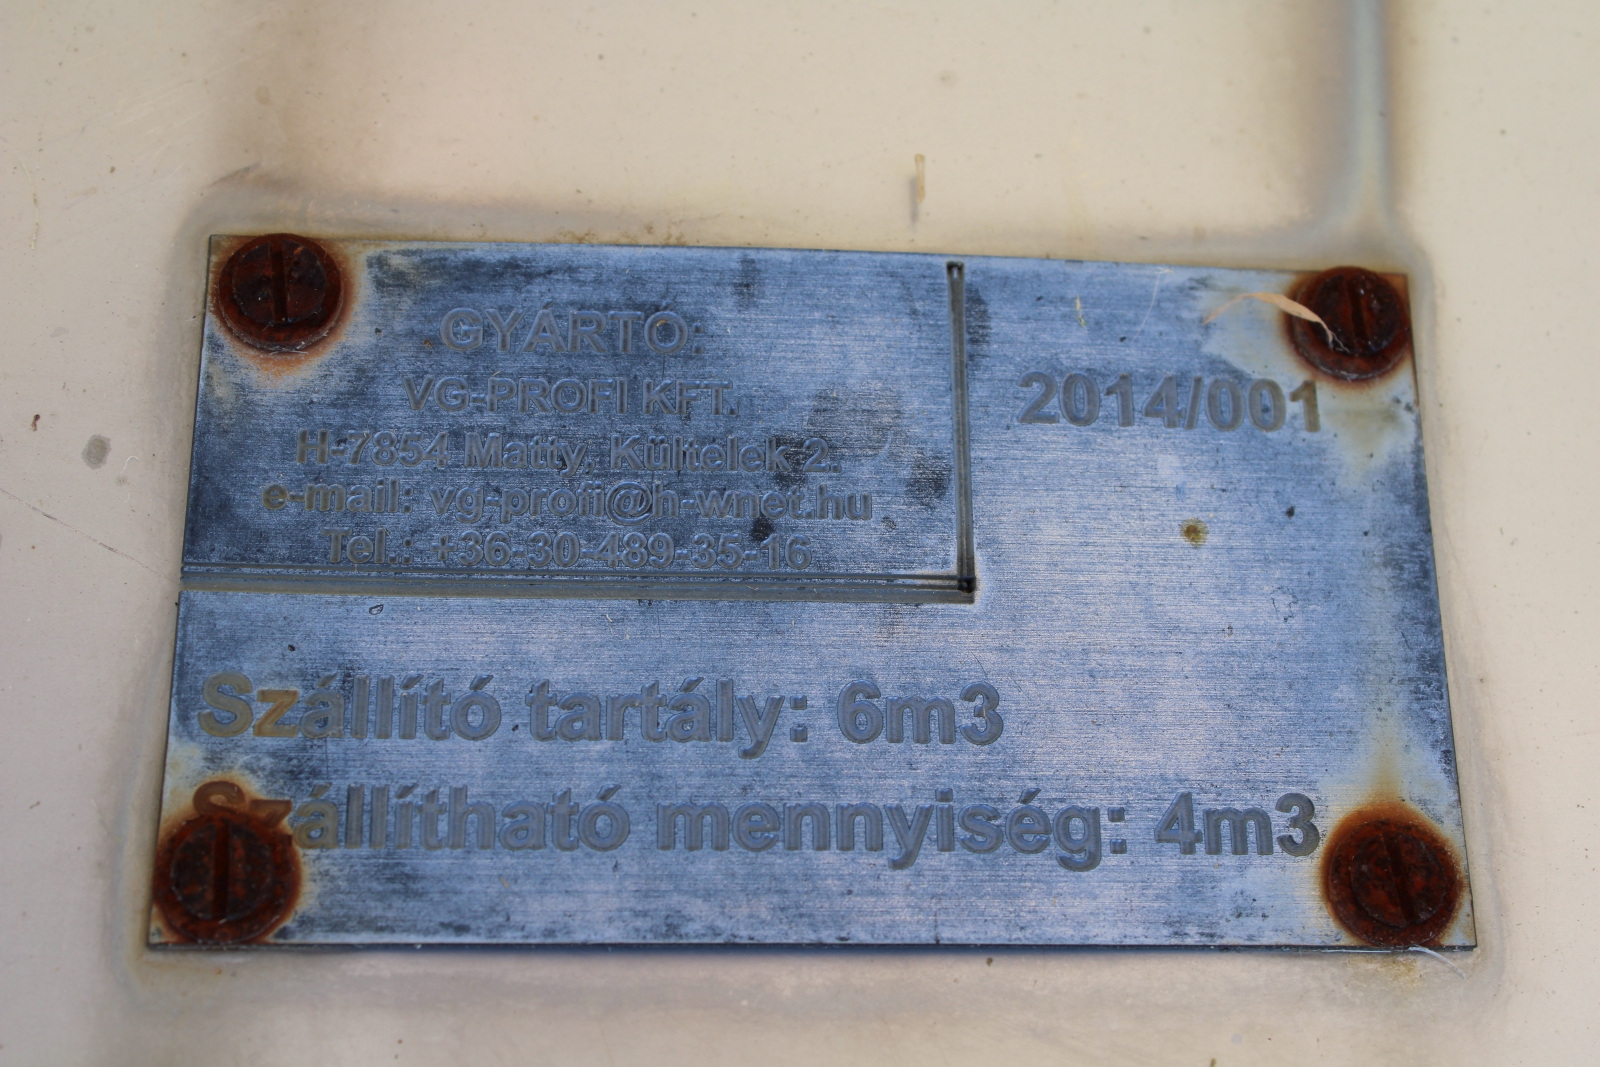 GYÁRTÓ:
VG-PROFI KFT.
H-7854 Matty, Kültelek 2.
e-mail: vg-profi@h-wnet.hu
Tel.: +36-30-489-35-16
2014/001
Szállító tartály: 6m3
Szállítható mennyiség: 4m3